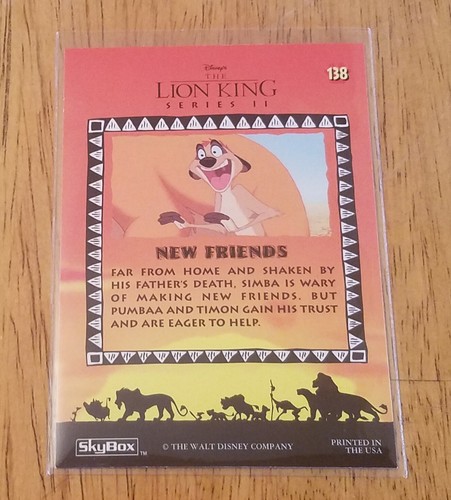 Disney's
THE
LION KING
SERIES II
138
NEW FRIENDS
FAR FROM HOME AND SHAKEN BY
HIS FATHER'S DEATH, SIMBA IS WARY
OF MAKING NEW FRIENDS. BUT
PUMBAA AND TIMON GAIN HIS TRUST
AND ARE EAGER TO HELP.
SkyBox™
© THE WALT DISNEY COMPANY
PRINTED IN
THE USA